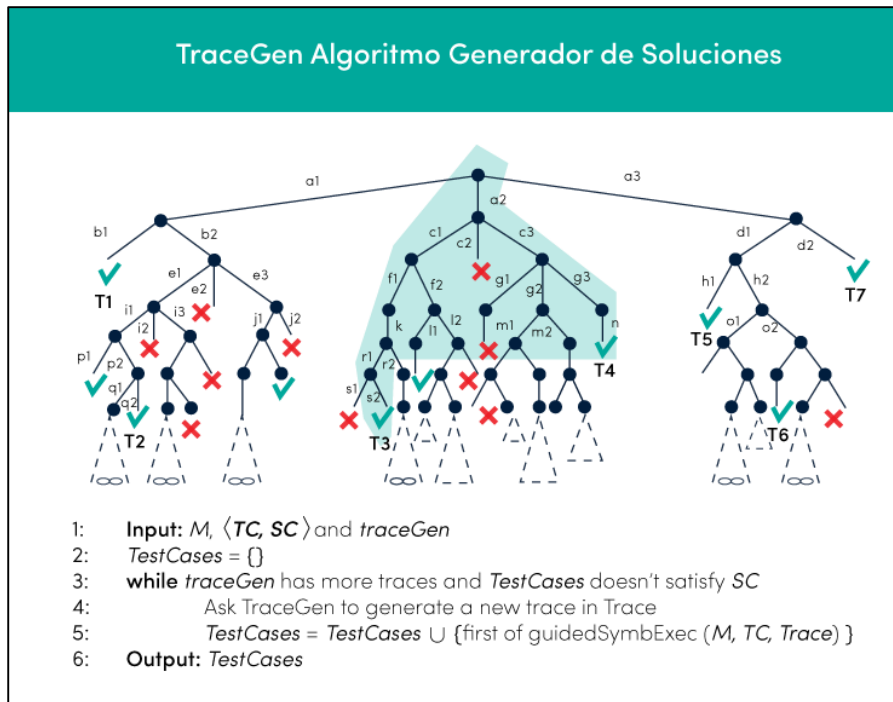 TraceGen Algoritmo Generador de Soluciones
a1 a2 a3
b1 b2 c1 c2 c3 d1 d2
T1 e1 e2 e3 f1 f2 g1 g2 g3 h1 h2 T7
i1 i2 i3 j1 j2 k l1 l2 m1 m2 n T5 o1 o2
p1 p2 r1 r2 T4
q1 q2 s1 s2
T2 T3 T6
∞ ∞ ∞ ∞ ∞ ∞
1: Input: M, ⟨TC, SC⟩ and traceGen
2: TestCases = {}
3: while traceGen has more traces and TestCases doesn't satisfy SC
4: Ask TraceGen to generate a new trace in Trace
5: TestCases = TestCases ∪ {first of guidedSymbExec (M, TC, Trace) }
6: Output: TestCases